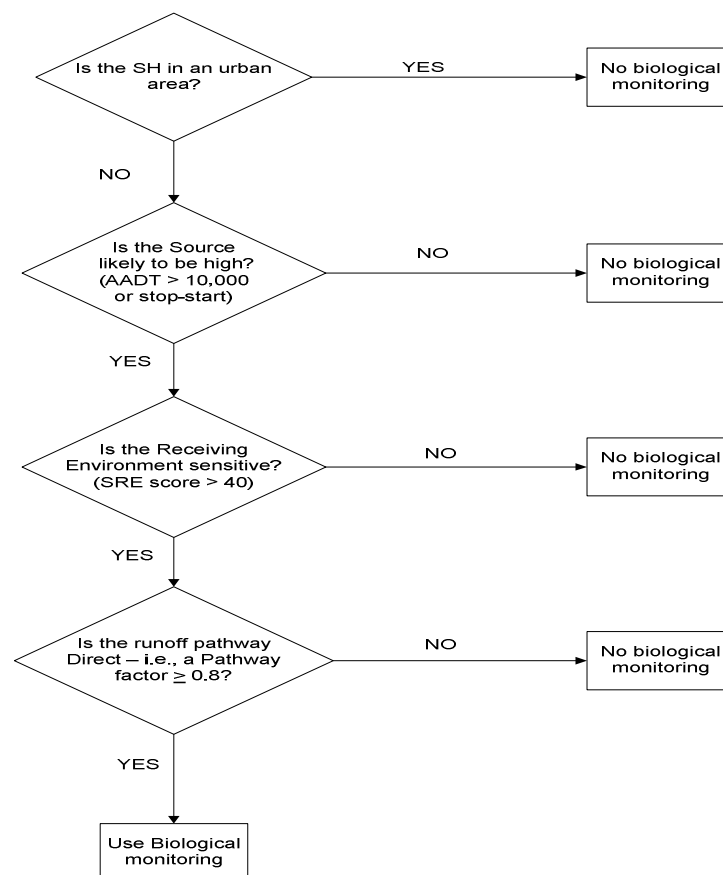 Is the SH in an urban
area?
YES
No biological
monitoring
NO
Is the Source
likely to be high?
(AADT > 10,000
or stop-start)
NO
No biological
monitoring
YES
Is the Receiving
Environment sensitive?
(SRE score > 40)
NO
No biological
monitoring
YES
Is the runoff pathway
Direct – i.e., a Pathway
factor ≥ 0.8?
NO
No biological
monitoring
YES
Use Biological
monitoring